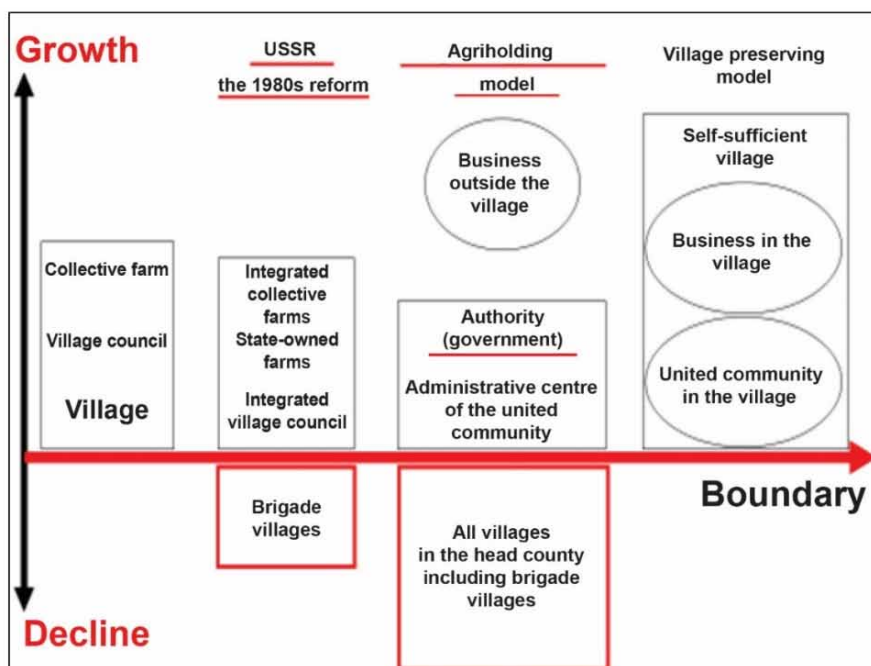 Growth
USSR
the 1980s reform
Agriholding
model
Village preserving
model
Collective farm
Village council
Village
Integrated
collective
farms
State-owned
farms
Integrated
village council
Business
outside the
village
Authority
(government)
Administrative centre
of the united
community
Self-sufficient
village
Business in the
village
United community
in the village
Boundary
Brigade
villages
All villages
in the head county
including brigade
villages
Decline